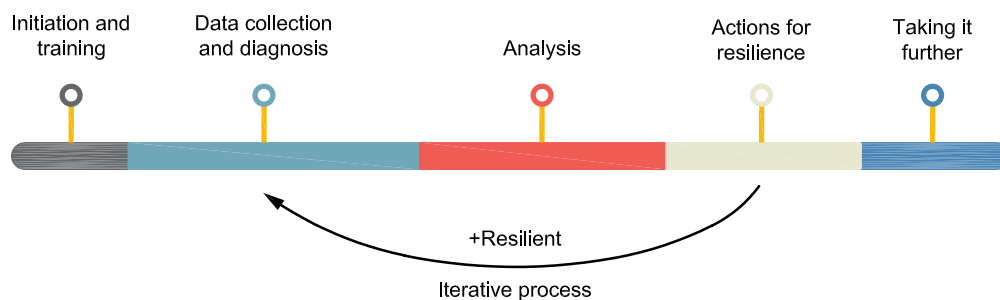 Initiation and
training
Data collection
and diagnosis
Analysis
Actions for
resilience
Taking it
further
+Resilient
Iterative process